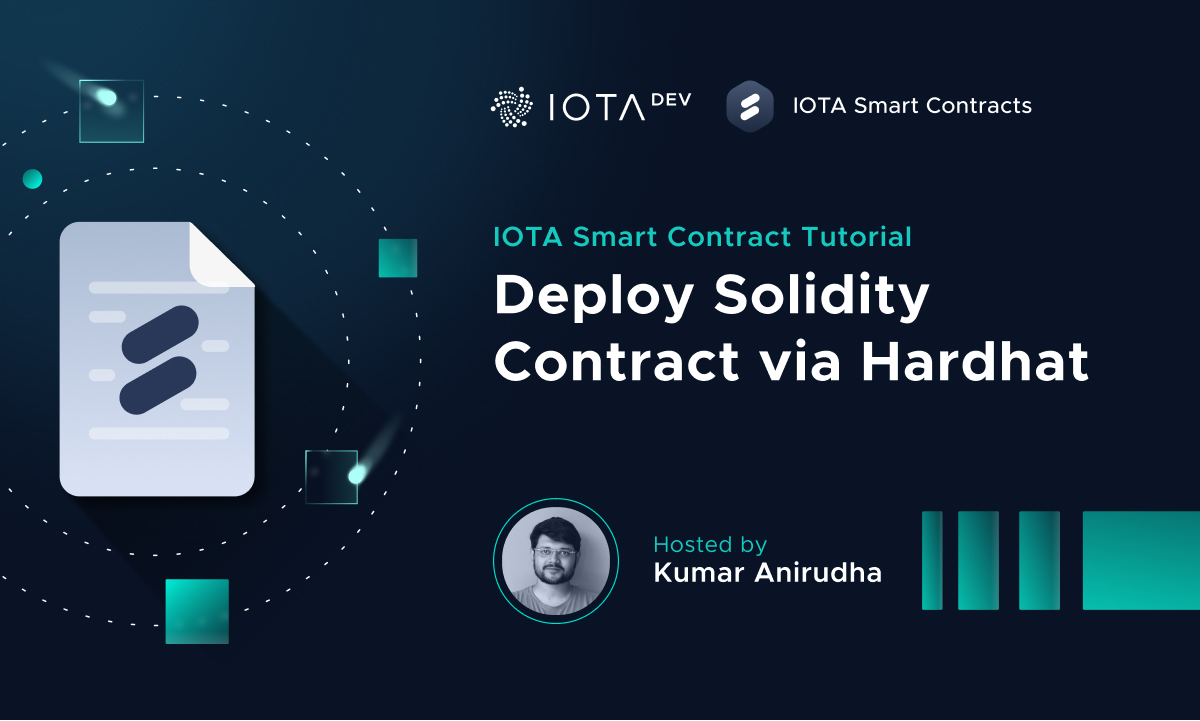 IOTA DEV
IOTA Smart Contracts
IOTA Smart Contract Tutorial
Deploy Solidity
Contract via Hardhat
Hosted by
Kumar Anirudha